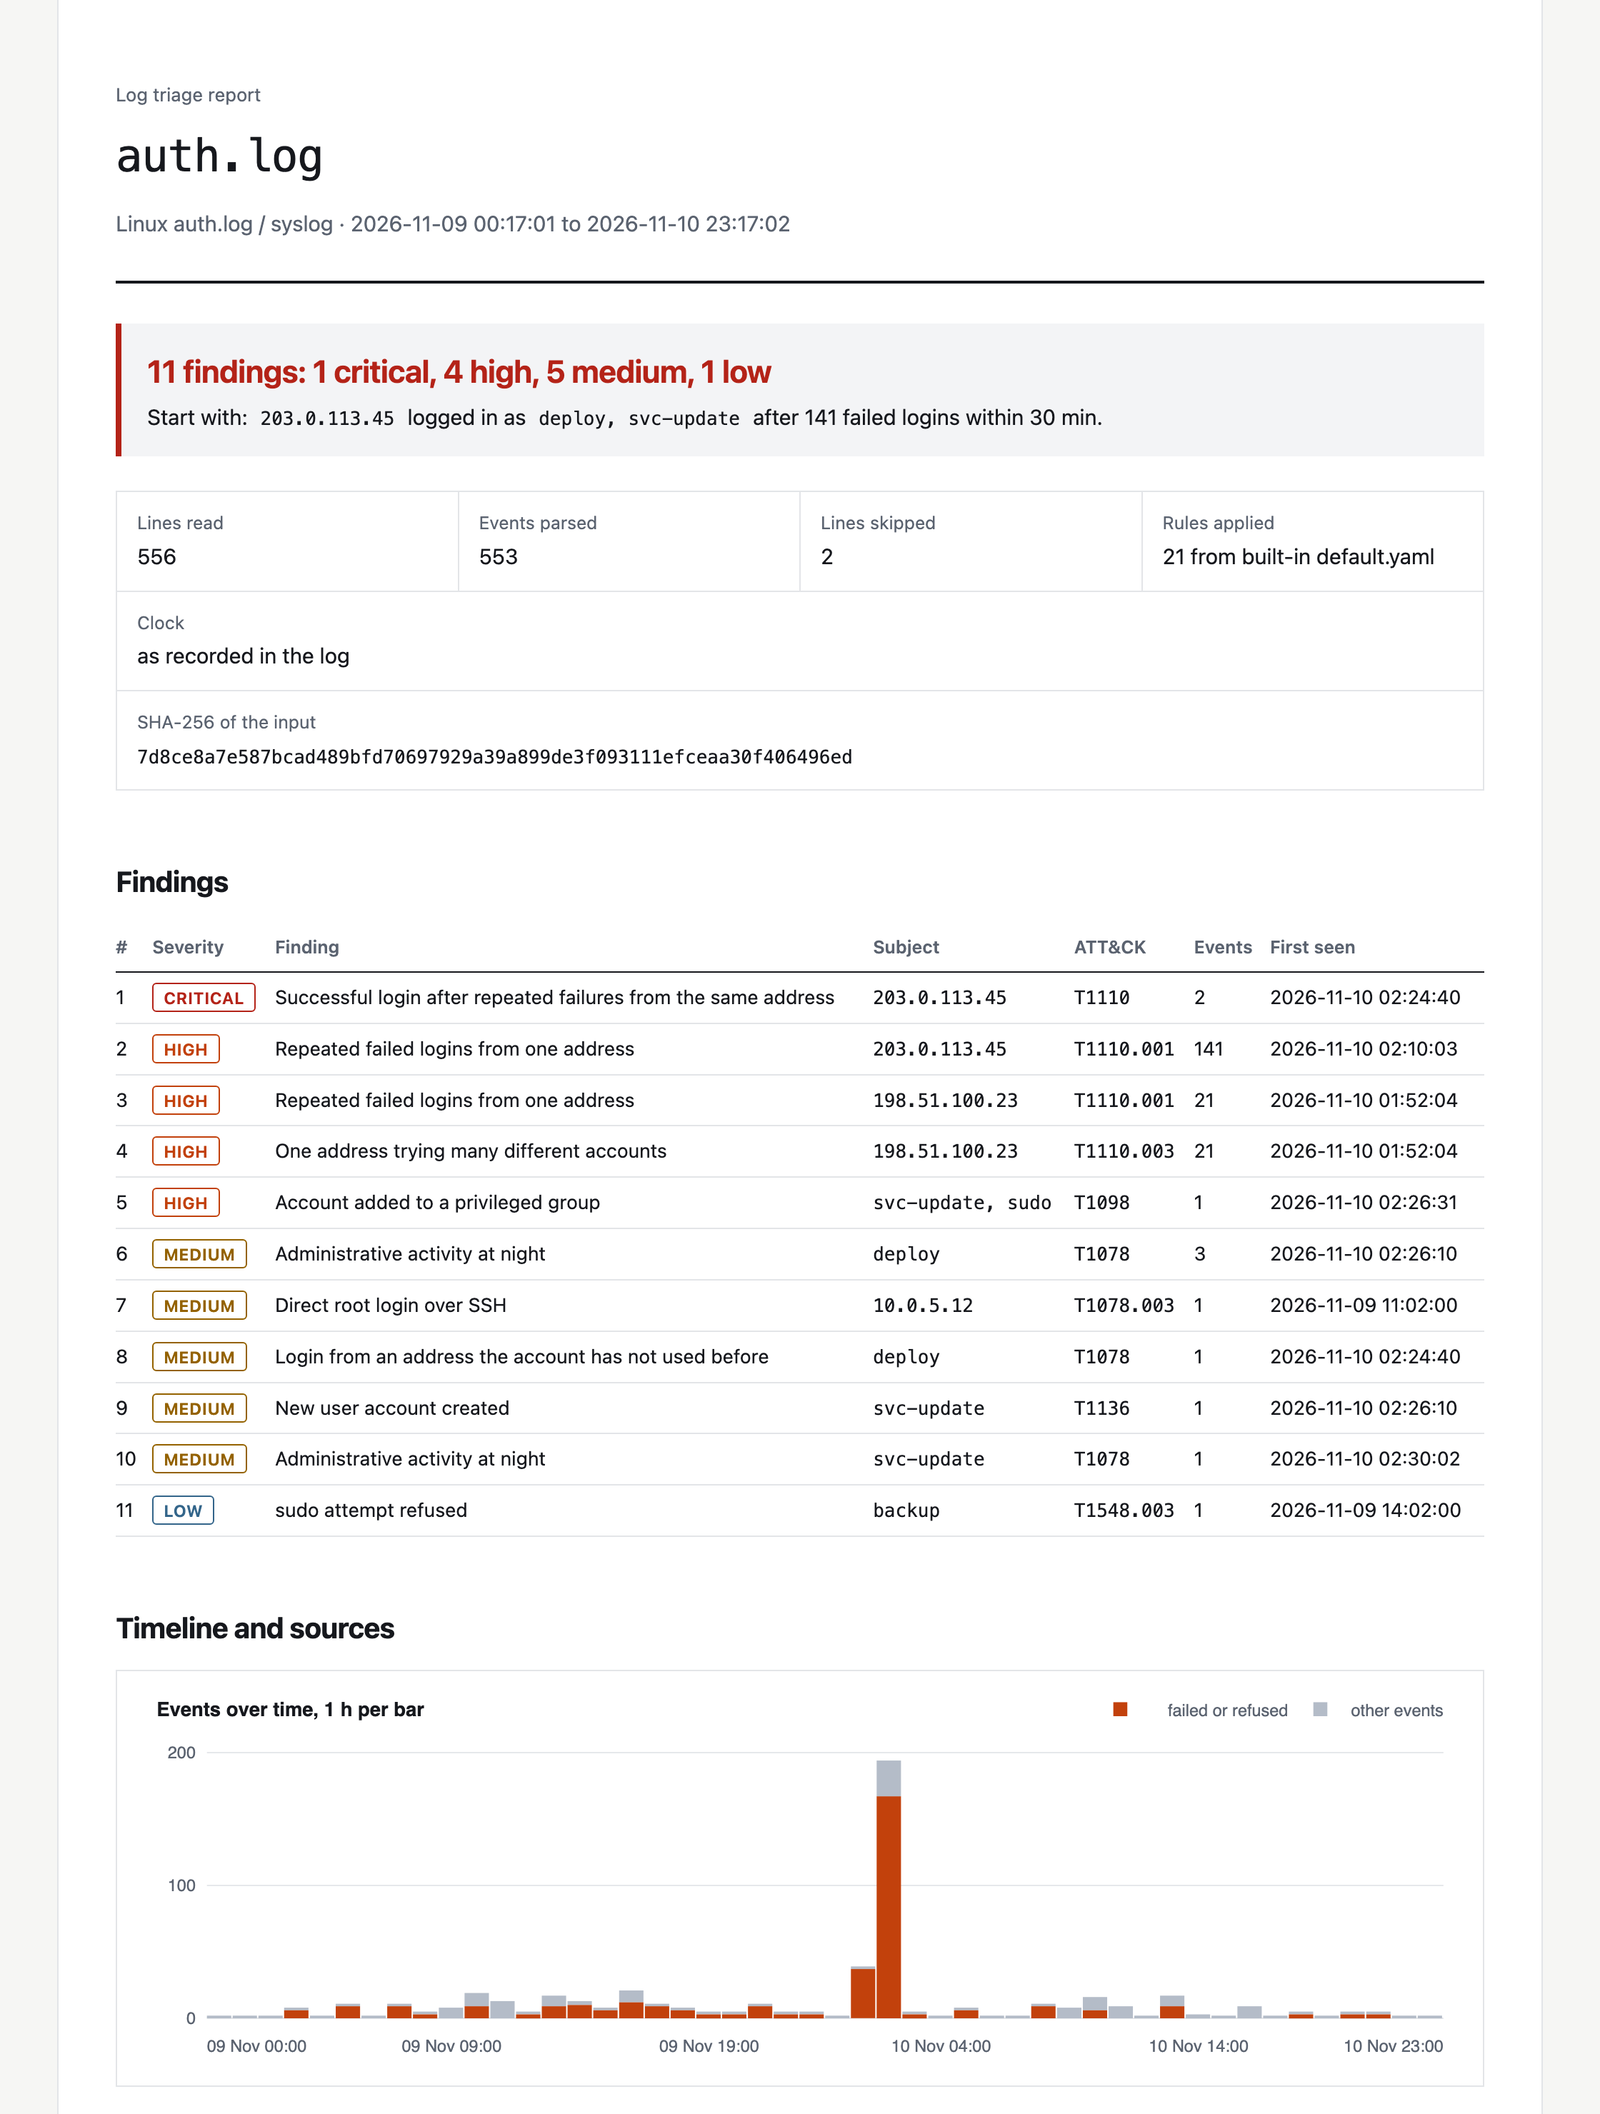 Log triage report
auth.log
Linux auth.log / syslog · 2026-11-09 00:17:01 to 2026-11-10 23:17:02
11 findings: 1 critical, 4 high, 5 medium, 1 low
Start with: 203.0.113.45 logged in as deploy, svc-update after 141 failed logins within 30 min.
Lines read Events parsed Lines skipped Rules applied
556 553 2 21 from built-in default.yaml
Clock
as recorded in the log
SHA-256 of the input
7d8ce8a7e587bcad489bfd70697929a39a899de3f093111efceaa30f406496ed
Findings
# Severity Finding Subject ATT&CK Events First seen
1 CRITICAL Successful login after repeated failures from the same address 203.0.113.45 T1110 2 2026-11-10 02:24:40
2 HIGH Repeated failed logins from one address 203.0.113.45 T1110.001 141 2026-11-10 02:10:03
3 HIGH Repeated failed logins from one address 198.51.100.23 T1110.001 21 2026-11-10 01:52:04
4 HIGH One address trying many different accounts 198.51.100.23 T1110.003 21 2026-11-10 01:52:04
5 HIGH Account added to a privileged group svc-update, sudo T1098 1 2026-11-10 02:26:31
6 MEDIUM Administrative activity at night deploy T1078 3 2026-11-10 02:26:10
7 MEDIUM Direct root login over SSH 10.0.5.12 T1078.003 1 2026-11-09 11:02:00
8 MEDIUM Login from an address the account has not used before deploy T1078 1 2026-11-10 02:24:40
9 MEDIUM New user account created svc-update T1136 1 2026-11-10 02:26:10
10 MEDIUM Administrative activity at night svc-update T1078 1 2026-11-10 02:30:02
11 LOW sudo attempt refused backup T1548.003 1 2026-11-09 14:02:00
Timeline and sources
Events over time, 1 h per bar failed or refused other events
200
100
0
09 Nov 00:00 09 Nov 09:00 09 Nov 19:00 10 Nov 04:00 10 Nov 14:00 10 Nov 23:00